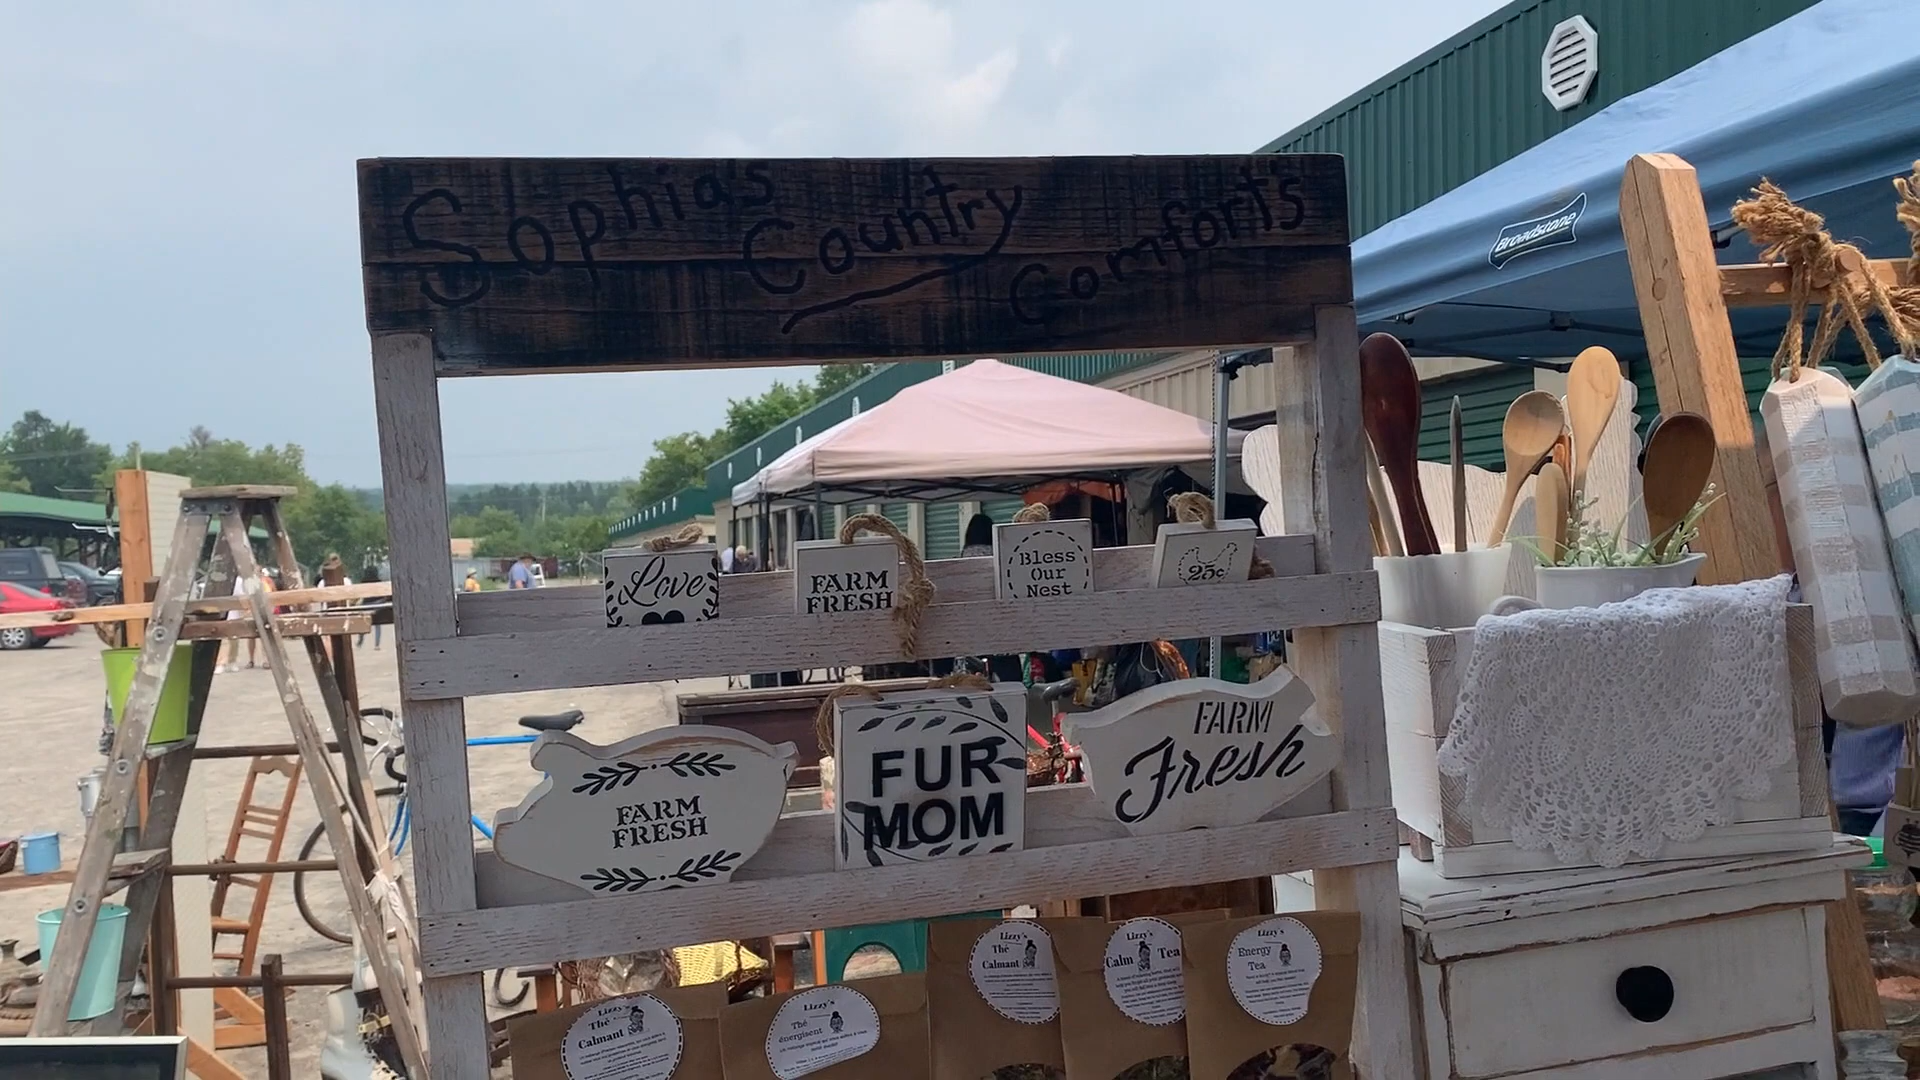 Sophias Country Comforts
Broadstone
Love
FARM
FRESH
Bless
Our
Nest
25¢
FARM
FRESH
FUR
MOM
FARM
Fresh
Lizzy's
Thé
Calmant
Lizzy's
Thé
énergisant
Lizzy's
Thé
Calmant
Lizzy's
Calm Tea
Lizzy's
Energy
Tea